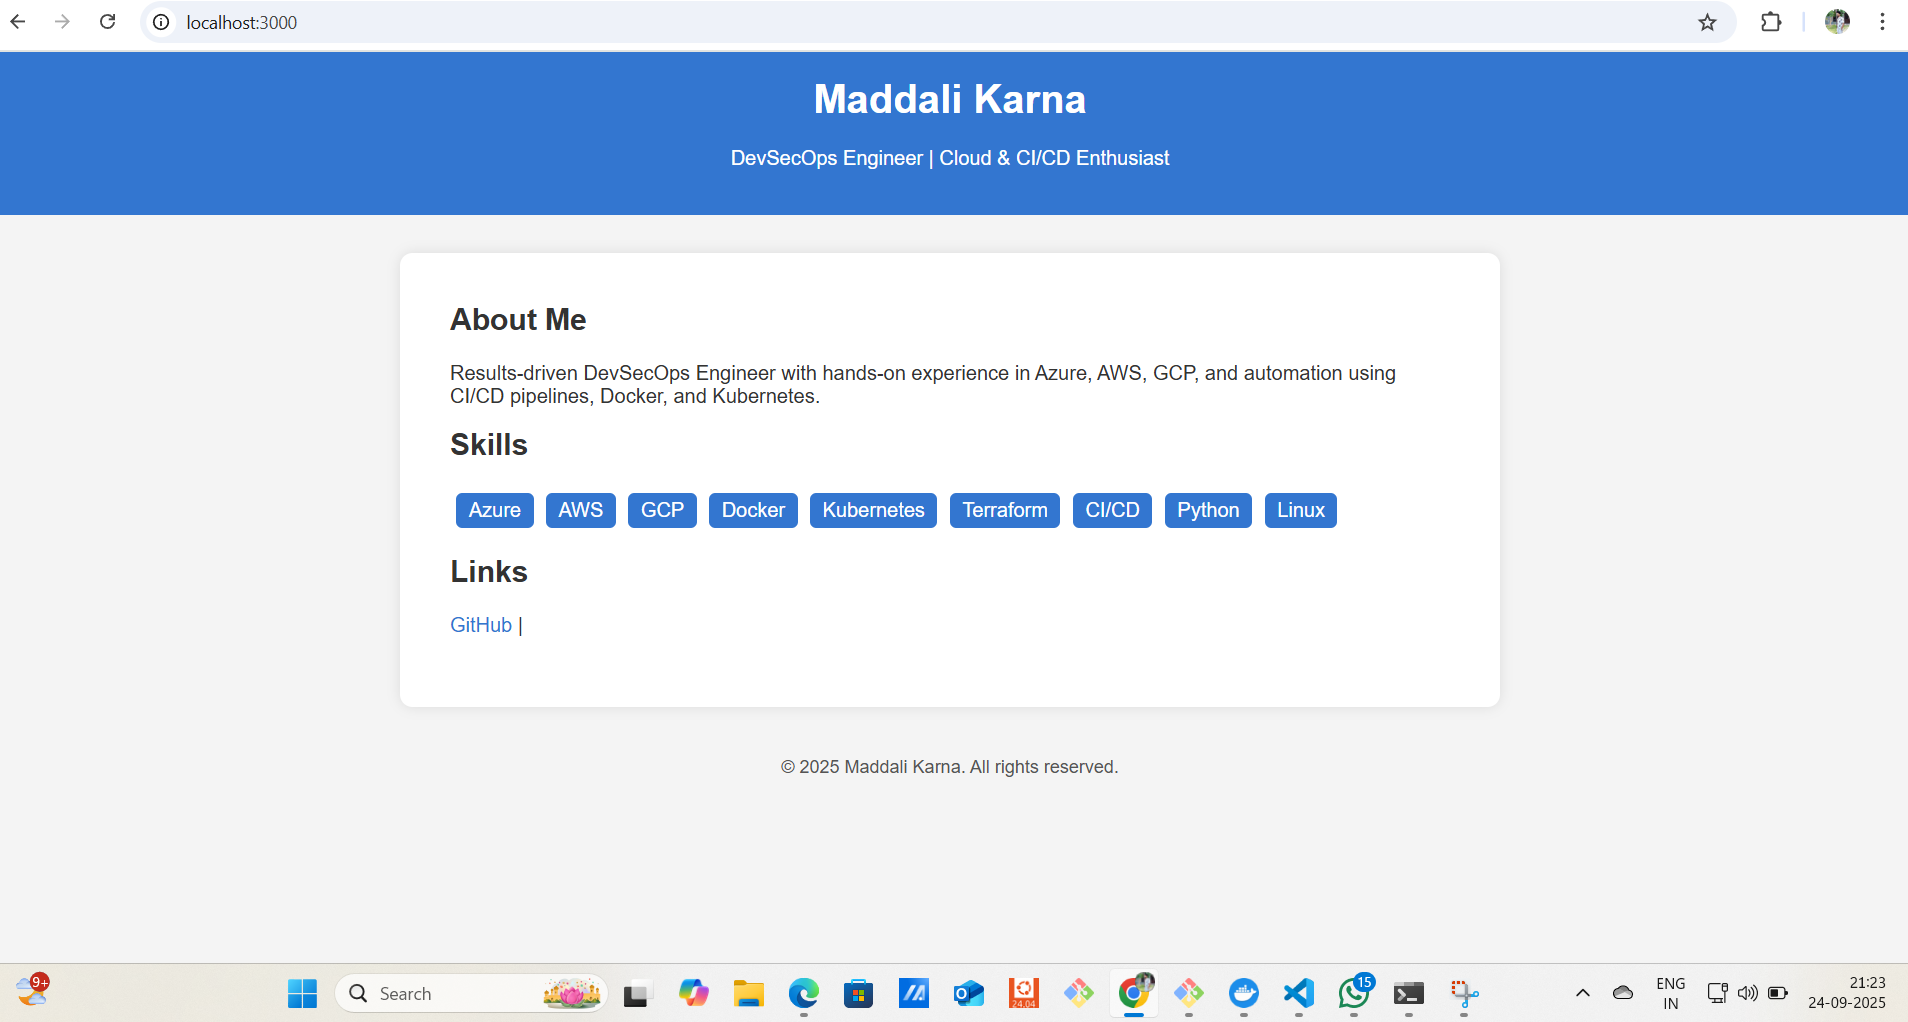 localhost:3000
Maddali Karna
DevSecOps Engineer | Cloud & CI/CD Enthusiast
About Me
Results-driven DevSecOps Engineer with hands-on experience in Azure, AWS, GCP, and automation using
CI/CD pipelines, Docker, and Kubernetes.
Skills
Azure AWS GCP Docker Kubernetes Terraform CI/CD Python Linux
Links
GitHub |
© 2025 Maddali Karna. All rights reserved.
9+
Search
24.04
15
ENG
IN
21:23
24-09-2025